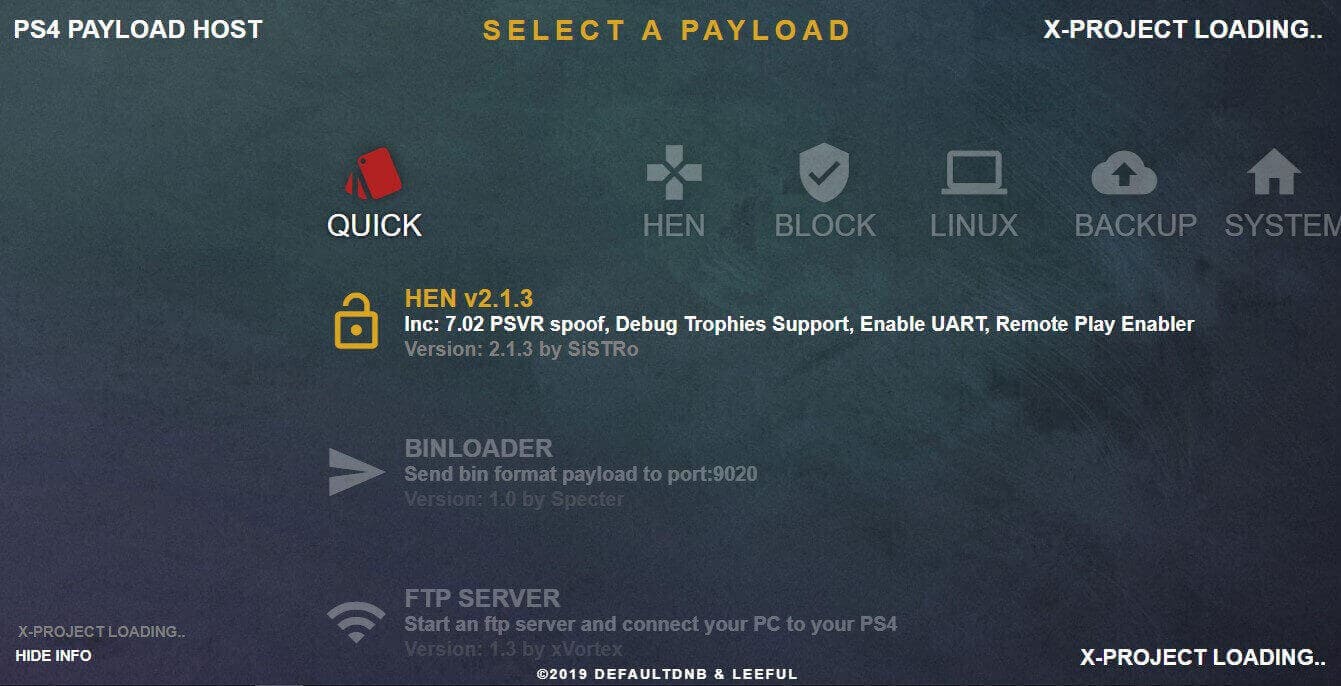 PS4 PAYLOAD HOST
SELECT A PAYLOAD
X-PROJECT LOADING..
QUICK
HEN
BLOCK
LINUX
BACKUP
SYSTEM
HEN v2.1.3
Inc: 7.02 PSVR spoof, Debug Trophies Support, Enable UART, Remote Play Enabler
Version: 2.1.3 by SiSTRo
BINLOADER
Send bin format payload to port:9020
Version: 1.0 by Specter
FTP SERVER
Start an ftp server and connect your PC to your PS4
Version: 1.3 by xVortex
X-PROJECT LOADING..
HIDE INFO
X-PROJECT LOADING..
©2019 DEFAULTDNB & LEEFUL